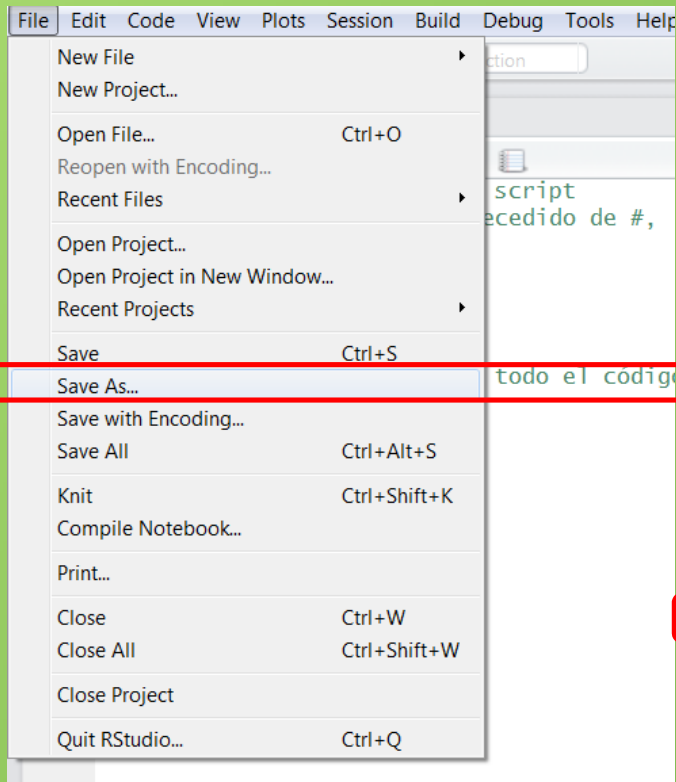 File Edit Code View Plots Session Build Debug Tools Help
New File
ction
New Project...
Open File... Ctrl+O
Reopen with Encoding...
script
Recent Files
ecedido de #,
Open Project...
Open Project in New Window...
Recent Projects
Save Ctrl+S
Save As...
todo el código
Save with Encoding...
Save All Ctrl+Alt+S
Knit Ctrl+Shift+K
Compile Notebook...
Print...
Close Ctrl+W
Close All Ctrl+Shift+W
Close Project
Quit RStudio... Ctrl+Q